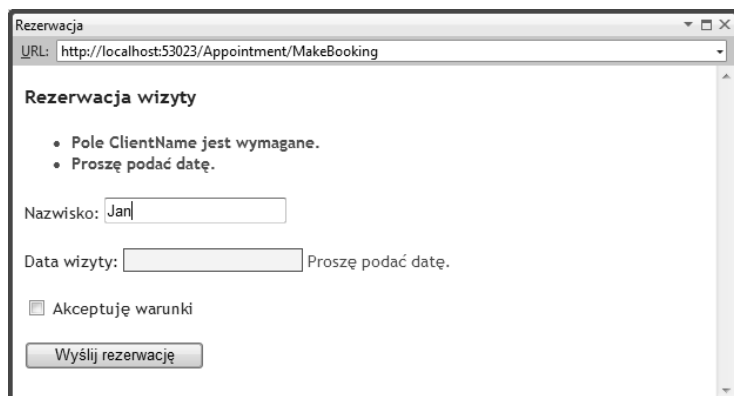 Rezerwacja
URL: http://localhost:53023/Appointment/MakeBooking
Rezerwacja wizyty
• Pole ClientName jest wymagane.
• Proszę podać datę.
Nazwisko: Jan
Data wizyty: Proszę podać datę.
Akceptuję warunki
Wyślij rezerwację